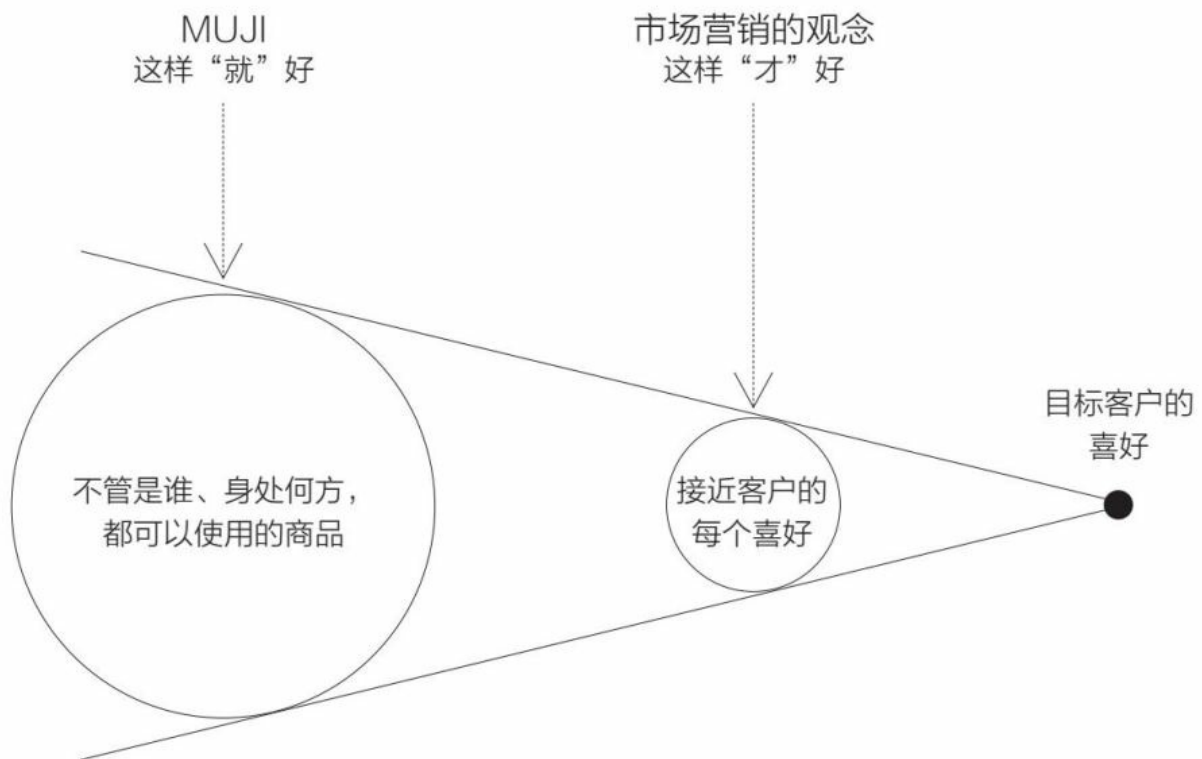 MUJI
这样“就”好
市场营销的观念
这样“才”好
目标客户的
喜好
不管是谁、身处何方，
都可以使用的商品
接近客户的
每个喜好